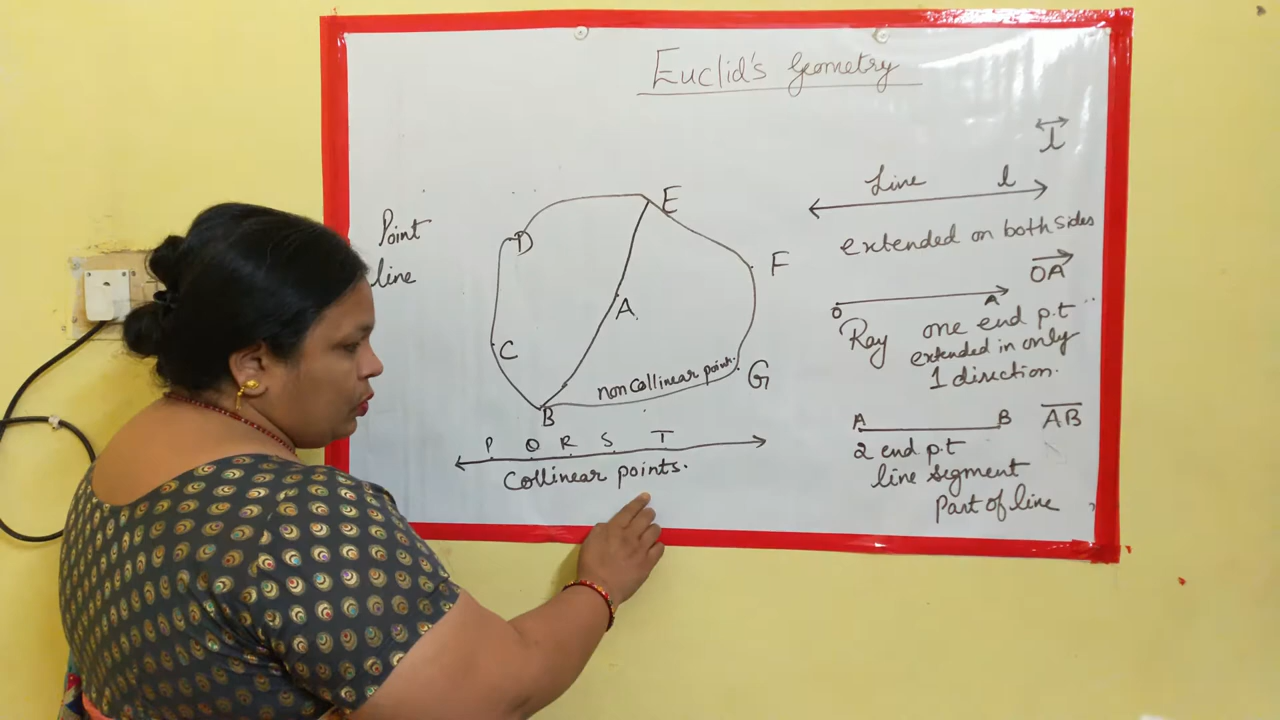 Euclid's Geometry
Point
line
E
D
F
A
C
non Collinear point.
G
B
P Q R S T
Collinear points.
l
Line l
extended on both sides
OA
O A
Ray one end p.t
extended in only
1 direction.
A B AB
2 end p.t
line segment
Part of line